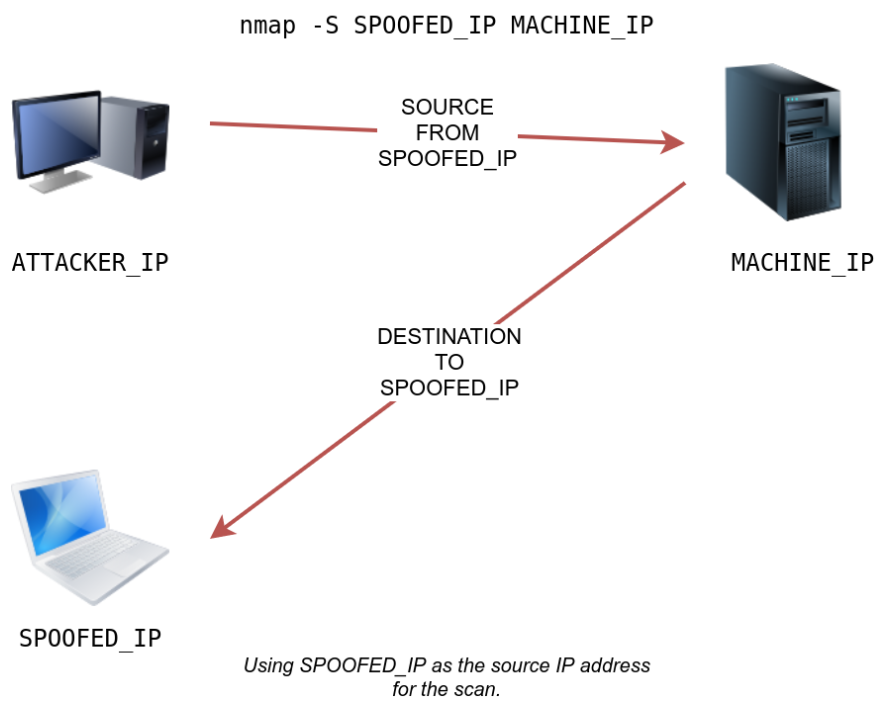 nmap -S SPOOFED_IP MACHINE_IP
SOURCE
FROM
SPOOFED_IP
ATTACKER_IP
MACHINE_IP
DESTINATION
TO
SPOOFED_IP
SPOOFED_IP
Using SPOOFED_IP as the source IP address
for the scan.